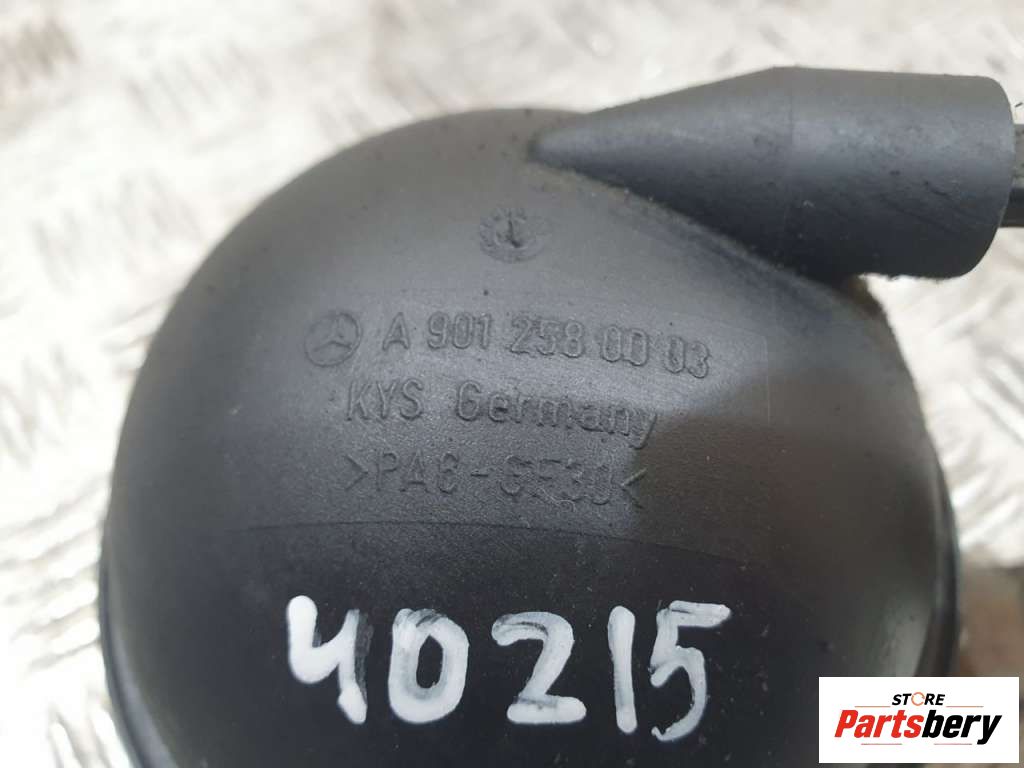 A 901 258 00 03
KYS Germany
>PA6-GF30<
40215
STORE
Partsbery